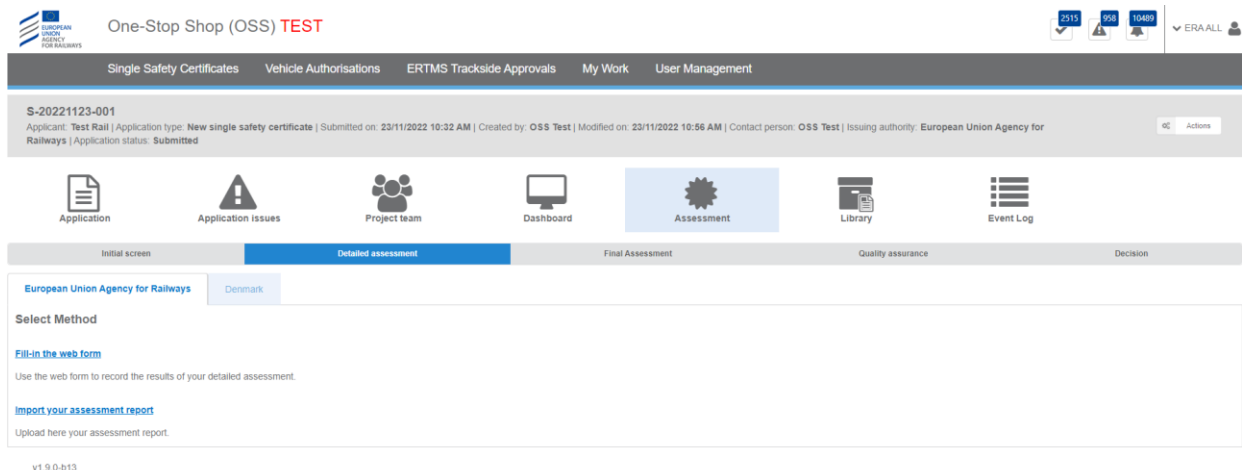 EUROPEAN
UNION
AGENCY
FOR RAILWAYS
One-Stop Shop (OSS) TEST
2515
958
10489
ERA ALL
Single Safety Certificates Vehicle Authorisations ERTMS Trackside Approvals My Work User Management
S-20221123-001
Applicant: Test Rail | Application type: New single safety certificate | Submitted on: 23/11/2022 10:32 AM | Created by: OSS Test | Modified on: 23/11/2022 10:56 AM | Contact person: OSS Test | Issuing authority: European Union Agency for
Railways | Application status: Submitted
Actions
Application Application issues Project team Dashboard Assessment Library Event Log
Initial screen Detailed assessment Final Assessment Quality assurance Decision
European Union Agency for Railways Denmark
Select Method
Fill-in the web form
Use the web form to record the results of your detailed assessment.
Import your assessment report
Upload here your assessment report.
v1.9.0-b13